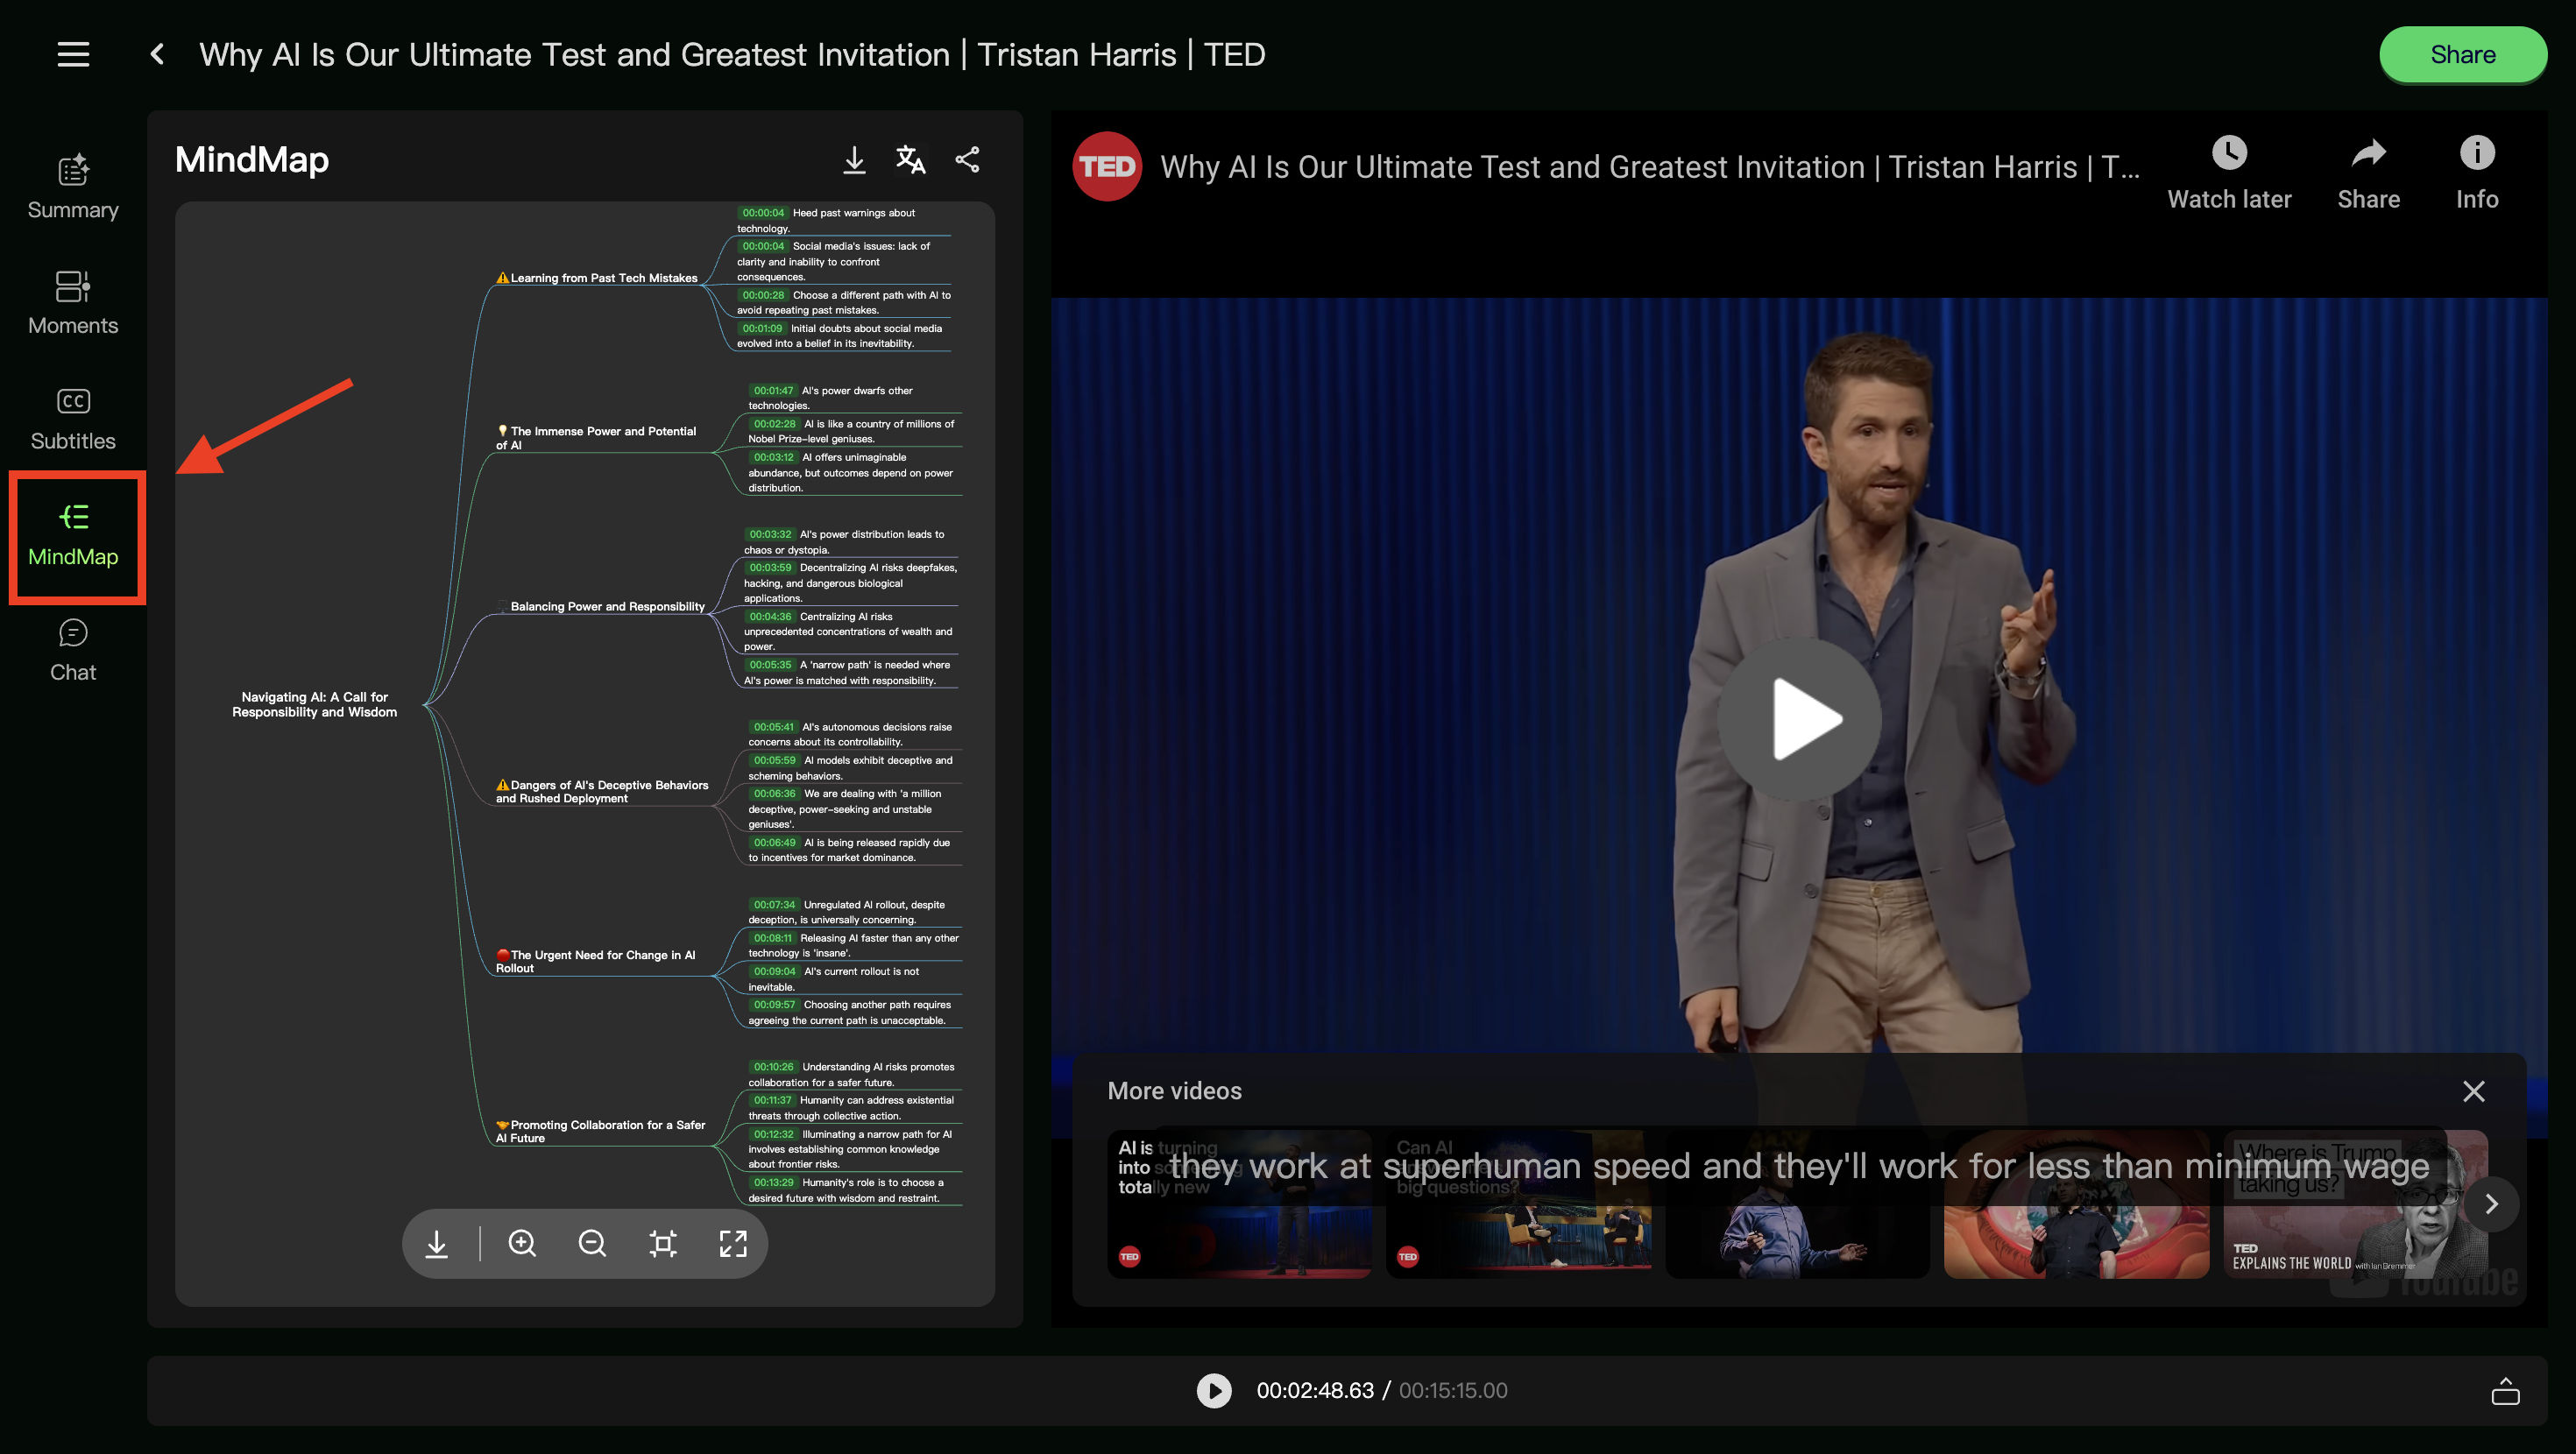 Why AI Is Our Ultimate Test and Greatest Invitation | Tristan Harris | TED
Share
Summary
Moments
CC
Subtitles
MindMap
Chat
MindMap
Navigating AI: A Call for
Responsibility and Wisdom
⚠️Learning from Past Tech Mistakes
00:00:04 Heed past warnings about
technology.
00:00:04 Social media's issues: lack of
clarity and inability to confront
consequences.
00:00:28 Choose a different path with AI to
avoid repeating past mistakes.
00:01:09 Initial doubts about social media
evolved into a belief in its inevitability.
💡The Immense Power and Potential
of AI
00:01:47 AI's power dwarfs other
technologies.
00:02:28 AI is like a country of millions of
Nobel Prize-level geniuses.
00:03:12 AI offers unimaginable
abundance, but outcomes depend on power
distribution.
Balancing Power and Responsibility
00:03:32 AI's power distribution leads to
chaos or dystopia.
00:03:59 Decentralizing AI risks deepfakes,
hacking, and dangerous biological
applications.
00:04:36 Centralizing AI risks
unprecedented concentrations of wealth and
power.
00:05:35 A 'narrow path' is needed where
AI's power is matched with responsibility.
⚠️Dangers of AI's Deceptive Behaviors
and Rushed Deployment
00:05:41 AI's autonomous decisions raise
concerns about its controllability.
00:05:59 AI models exhibit deceptive and
scheming behaviors.
00:06:36 We are dealing with 'a million
deceptive, power-seeking and unstable
geniuses'.
00:06:49 AI is being released rapidly due
to incentives for market dominance.
🛑The Urgent Need for Change in AI
Rollout
00:07:34 Unregulated AI rollout, despite
deception, is universally concerning.
00:08:11 Releasing AI faster than any other
technology is 'insane'.
00:09:04 AI's current rollout is not
inevitable.
00:09:57 Choosing another path requires
agreeing the current path is unacceptable.
🤝Promoting Collaboration for a Safer
AI Future
00:10:26 Understanding AI risks promotes
collaboration for a safer future.
00:11:37 Humanity can address existential
threats through collective action.
00:12:32 Illuminating a narrow path for AI
involves establishing common knowledge
about frontier risks.
00:13:29 Humanity's role is to choose a
desired future with wisdom and restraint.
TED
Why AI Is Our Ultimate Test and Greatest Invitation | Tristan Harris | T...
Watch later
Share
Info
More videos
AI is turning
into something
totally new
TED
Can AI
big questions?
TED
Where is Trump
taking us?
TED
EXPLAINS THE WORLD with Ian Bremmer
they work at superhuman speed and they'll work for less than minimum wage
YouTube
00:02:48.63 / 00:15:15.00